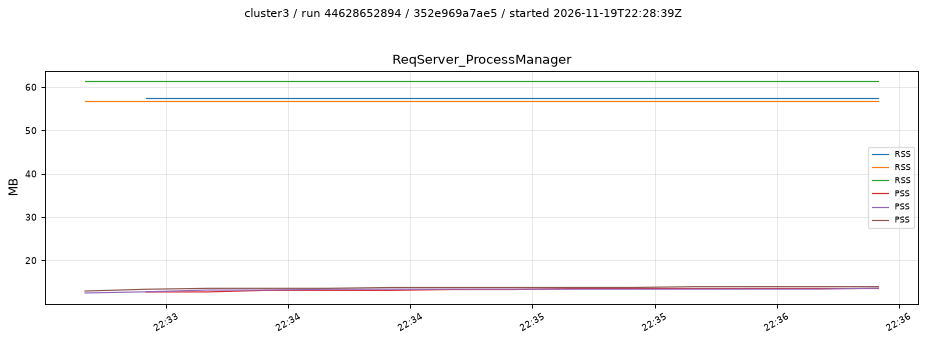 cluster3 / run 44628652894 / 352e969a7ae5 / started 2026-11-19T22:28:39Z
ReqServer_ProcessManager
60
50
40
30
20
MB
RSS
RSS
RSS
PSS
PSS
PSS
22:33
22:34
22:34
22:35
22:35
22:36
22:36